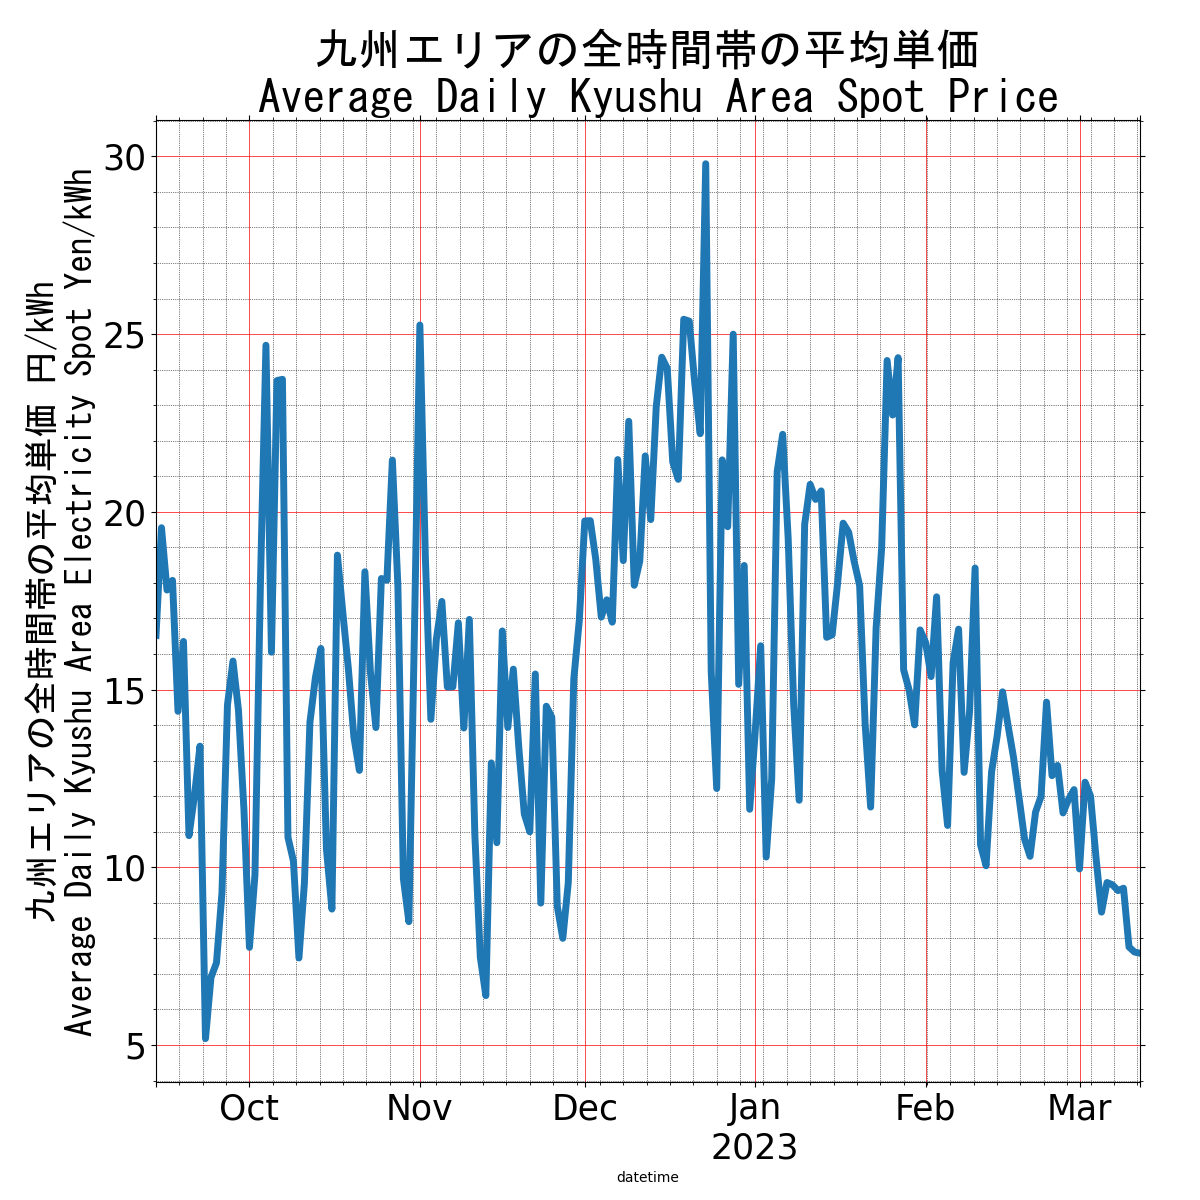 九州エリアの全時間帯の平均単価
Average Daily Kyushu Area Spot Price
九州エリアの全時間帯の平均単価 円/kWh
Average Daily Kyushu Area Electricity Spot Yen/kWh
30
25
20
15
10
5
Oct
Nov
Dec
Jan
2023
Feb
Mar
datetime